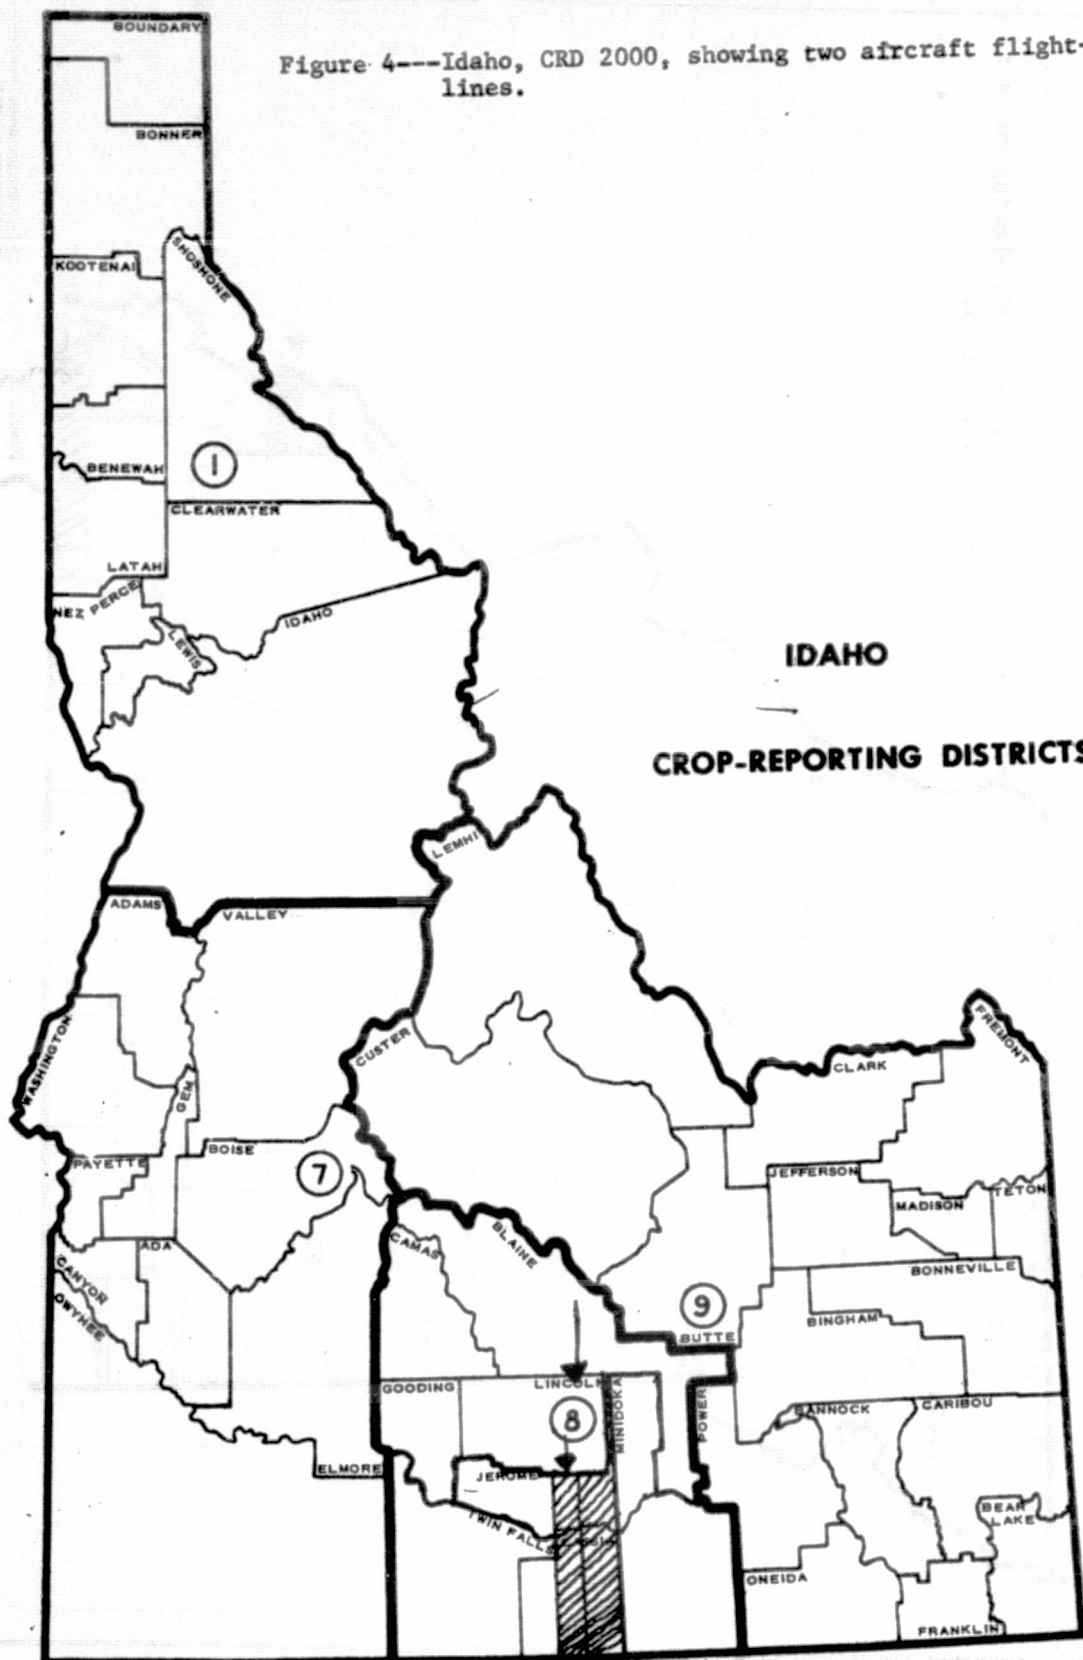 Figure 4---Idaho, CRD 2000, showing two aircraft flight-
lines.
BOUNDARY
BONNER
KOOTENAI
SHOSHONE
BENEWAH
1
CLEARWATER
LATAH
NEZ PERCE
LEWIS
IDAHO
IDAHO
CROP-REPORTING DISTRICTS
LEMHI
ADAMS
VALLEY
WASHINGTON
GEM
CUSTER
FREMONT
CLARK
PAYETTE
BOISE
7
JEFFERSON
MADISON
TETON
ADA
CANYON
OWYHEE
CAMAS
BLAINE
BONNEVILLE
9
BUTTE
BINGHAM
GOODING
LINCOLN
MINIDOKA
8
POWER
BANNOCK
CARIBOU
ELMORE
JEROME
TWIN FALLS
BEAR
LAKE
ONEIDA
FRANKLIN